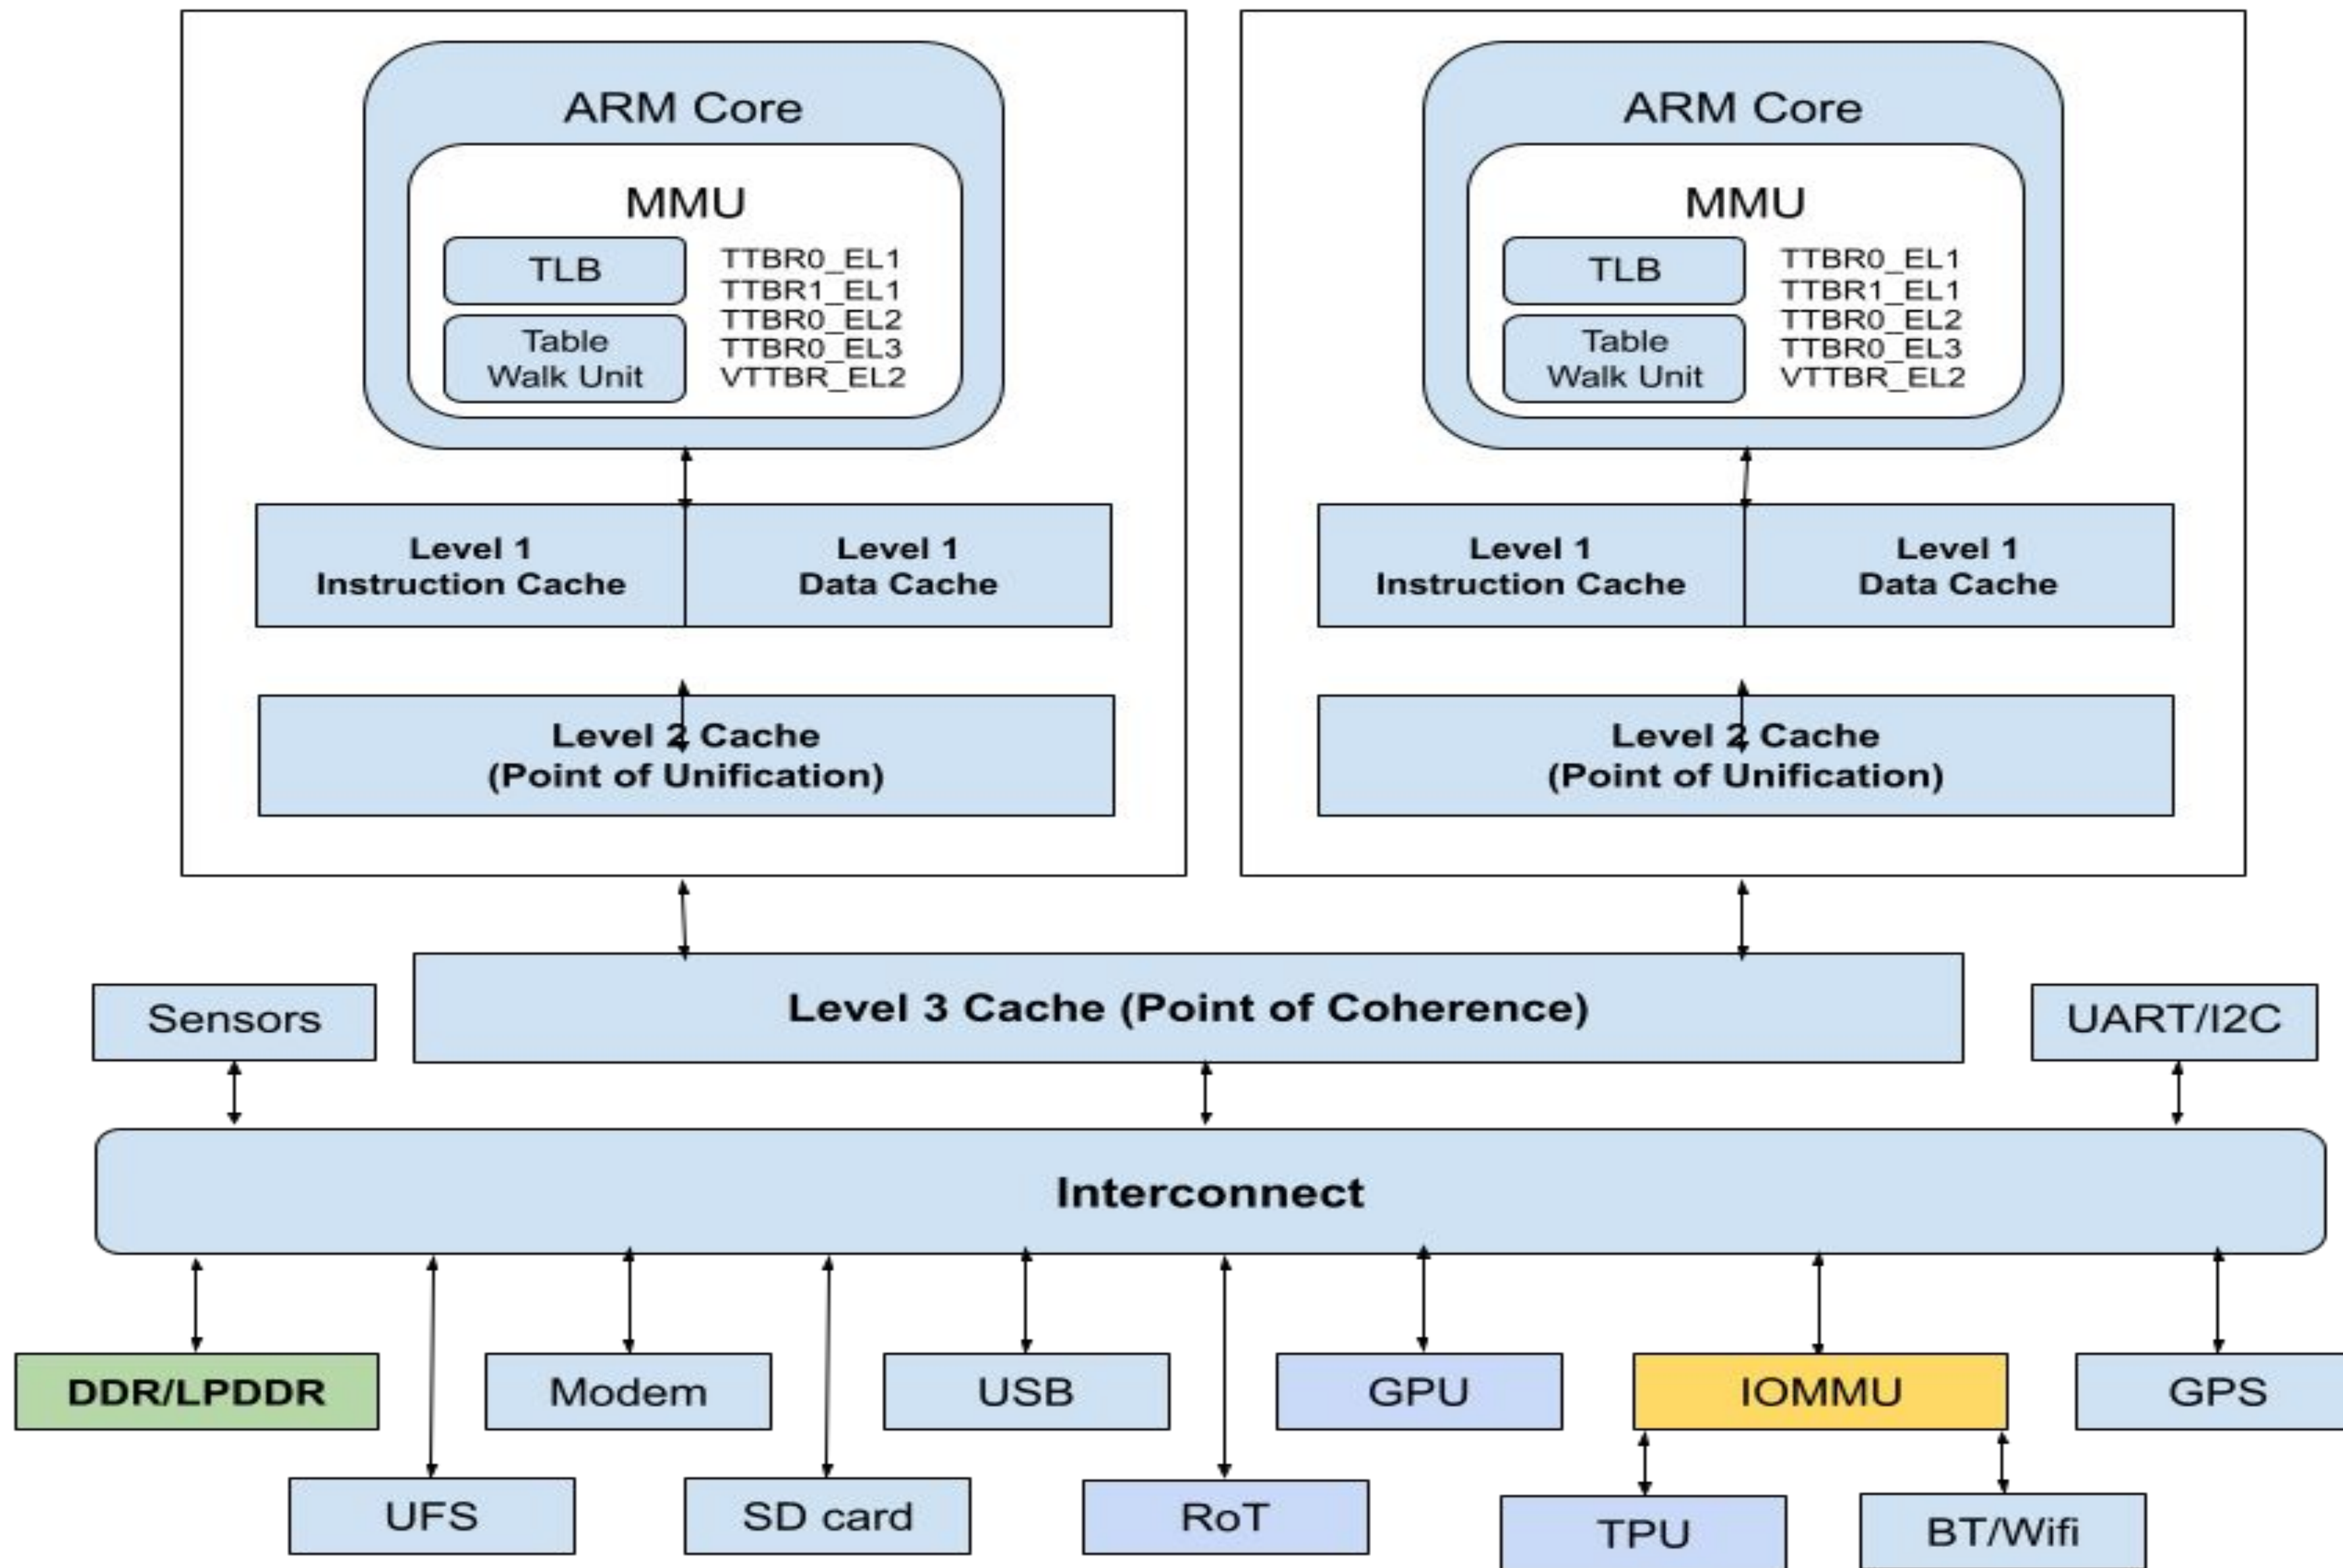 ARM Core
MMU
TLB
Table
Walk Unit
TTBR0_EL1
TTBR1_EL1
TTBR0_EL2
TTBR0_EL3
VTTBR_EL2
Level 1
Instruction Cache
Level 1
Data Cache
Level 2 Cache
(Point of Unification)
ARM Core
MMU
TLB
Table
Walk Unit
TTBR0_EL1
TTBR1_EL1
TTBR0_EL2
TTBR0_EL3
VTTBR_EL2
Level 1
Instruction Cache
Level 1
Data Cache
Level 2 Cache
(Point of Unification)
Sensors
Level 3 Cache (Point of Coherence)
UART/I2C
Interconnect
DDR/LPDDR
Modem
USB
GPU
IOMMU
GPS
UFS
SD card
RoT
TPU
BT/Wifi